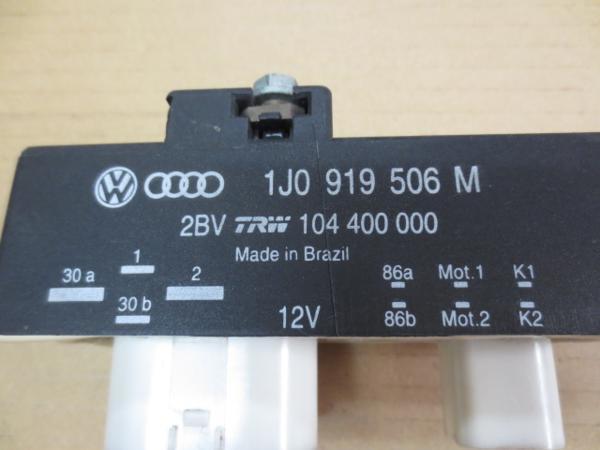 1J0 919 506 M
2BV TRW 104 400 000
Made in Brazil
30 a 1 2 86a Mot.1 K1
30 b 12V 86b Mot.2 K2